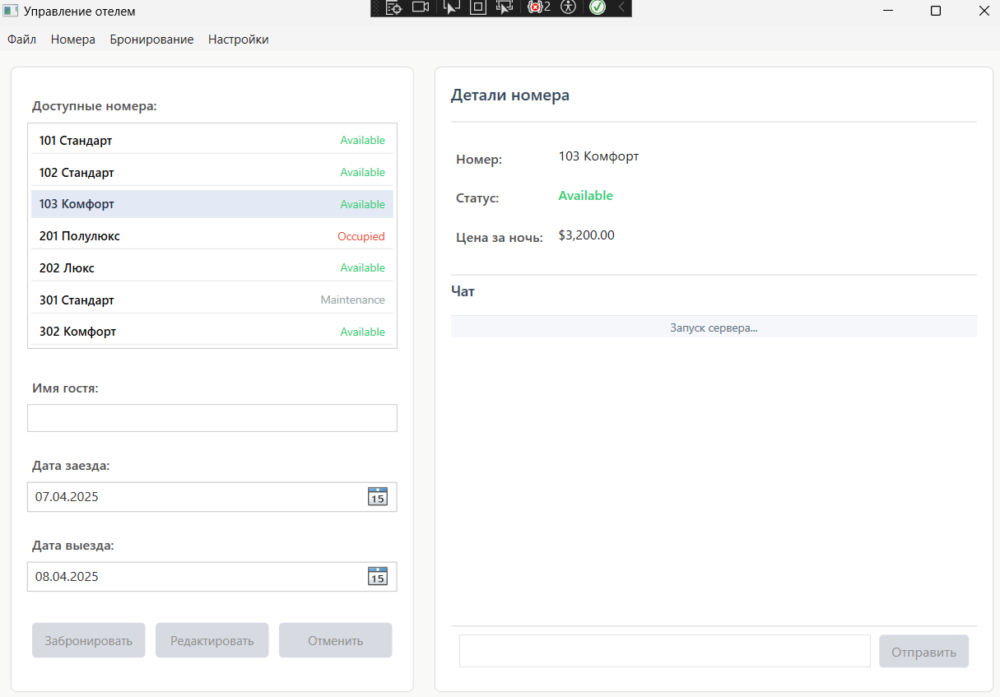 Управление отелем
2
Файл Номера Бронирование Настройки
Доступные номера:
101 Стандарт Available
102 Стандарт Available
103 Комфорт Available
201 Полулюкс Occupied
202 Люкс Available
301 Стандарт Maintenance
302 Комфорт Available
Имя гостя:
Дата заезда:
07.04.2025 15
Дата выезда:
08.04.2025 15
Забронировать Редактировать Отменить
Детали номера
Номер: 103 Комфорт
Статус: Available
Цена за ночь: $3,200.00
Чат
Запуск сервера...
Отправить